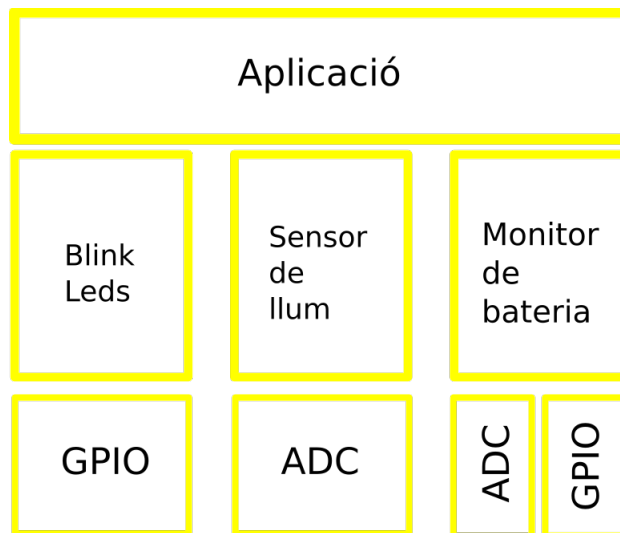 Aplicació
Blink
Leds
Sensor
de
llum
Monitor
de
bateria
GPIO
ADC
ADC
GPIO